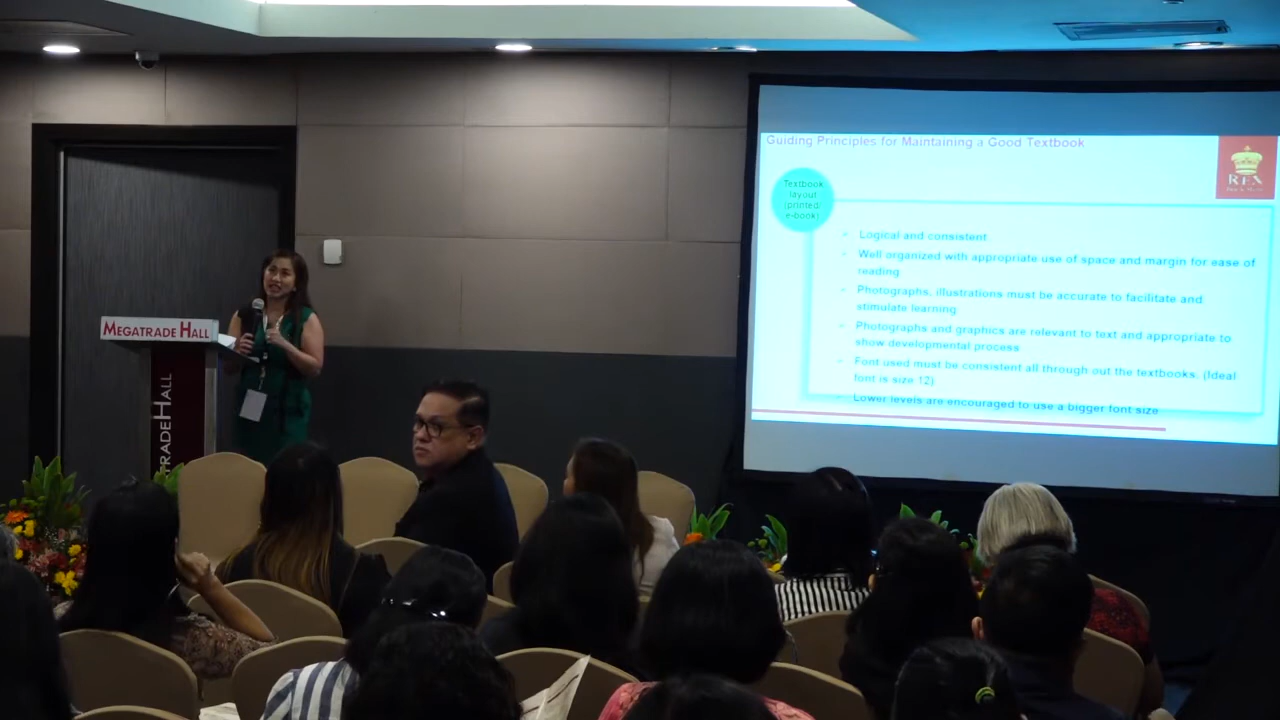 Guiding Principles for Maintaining a Good Textbook
REX
Textbook
layout
(printed/
e-book)
- Logical and consistent
- Well organized with appropriate use of space and margin for ease of
reading
- Photographs, illustrations must be accurate to facilitate and
stimulate learning
- Photographs and graphics are relevant to text and appropriate to
show developmental process
- Font used must be consistent all through out the textbooks. (Ideal
font is size 12)
- Lower levels are encouraged to use a bigger font size
MEGATRADE HALL
TRADEHALL